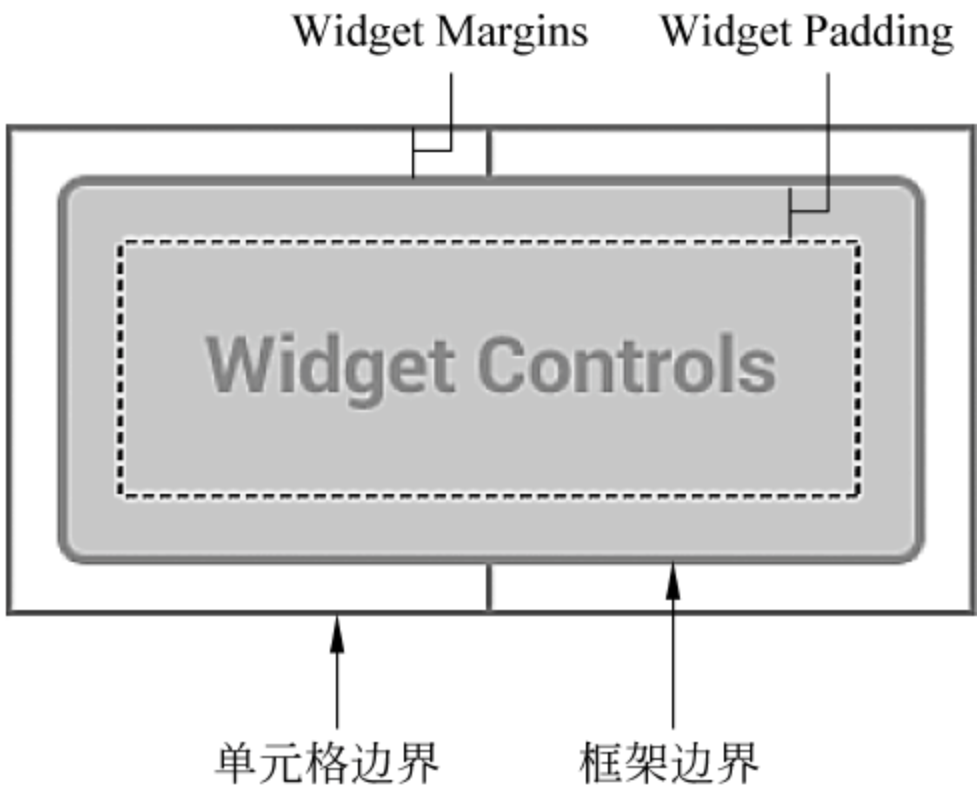 Widget Margins
Widget Padding
Widget Controls
单元格边界
框架边界